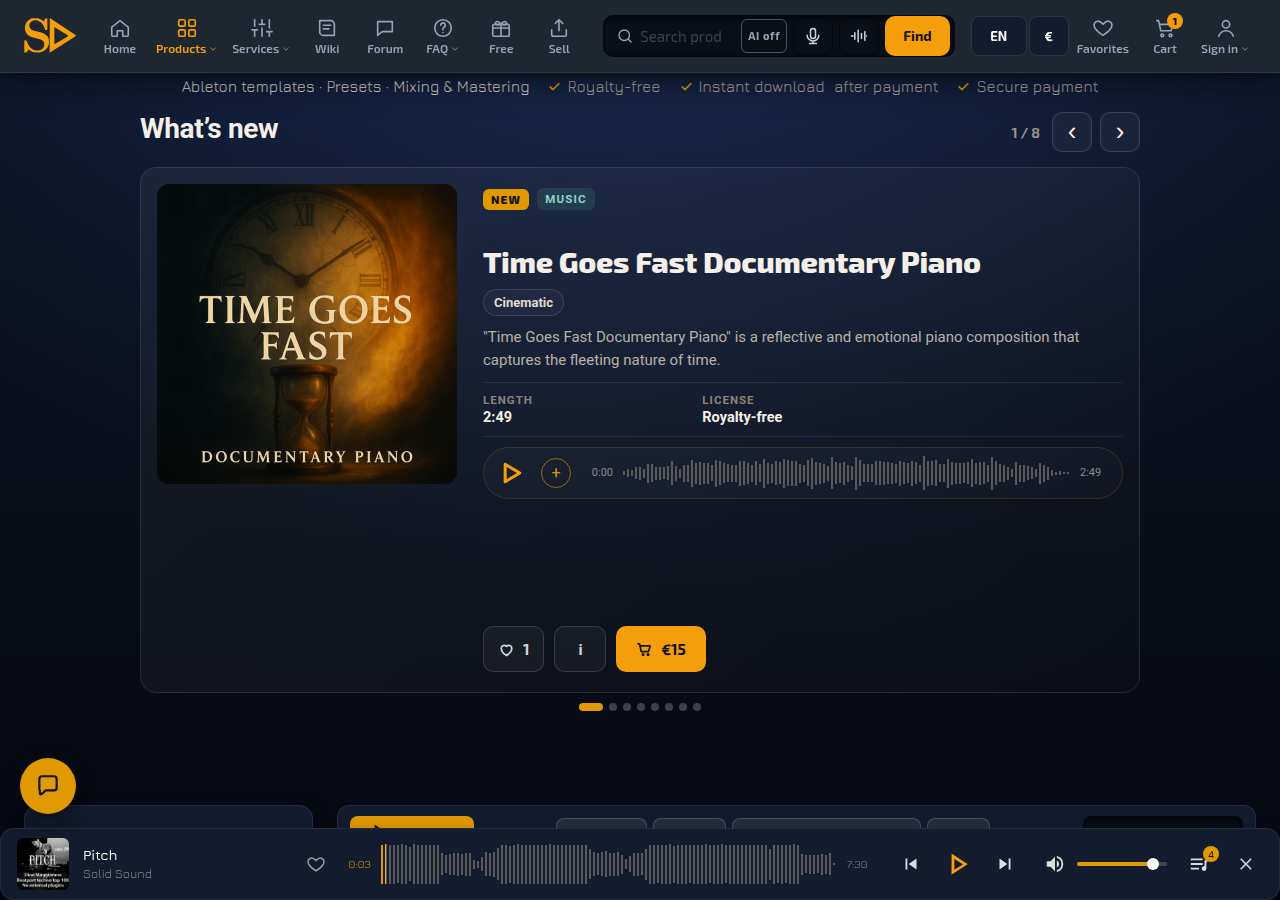 SD
Home
Products
Services
Wiki
Forum
FAQ
Free
Sell
Search prod
AI off
Find
EN
€
Favorites
1
Cart
Sign in
Ableton templates · Presets · Mixing & Mastering
Royalty-free
Instant download after payment
Secure payment
What's new
1 / 8
NEW
MUSIC
TIME GOES
FAST
DOCUMENTARY PIANO
Time Goes Fast Documentary Piano
Cinematic
"Time Goes Fast Documentary Piano" is a reflective and emotional piano composition that
captures the fleeting nature of time.
LENGTH
2:49
LICENSE
Royalty-free
0:00
2:49
1
i
€15
PITCH
Pitch
Solid Sound
0:03
7:30
4